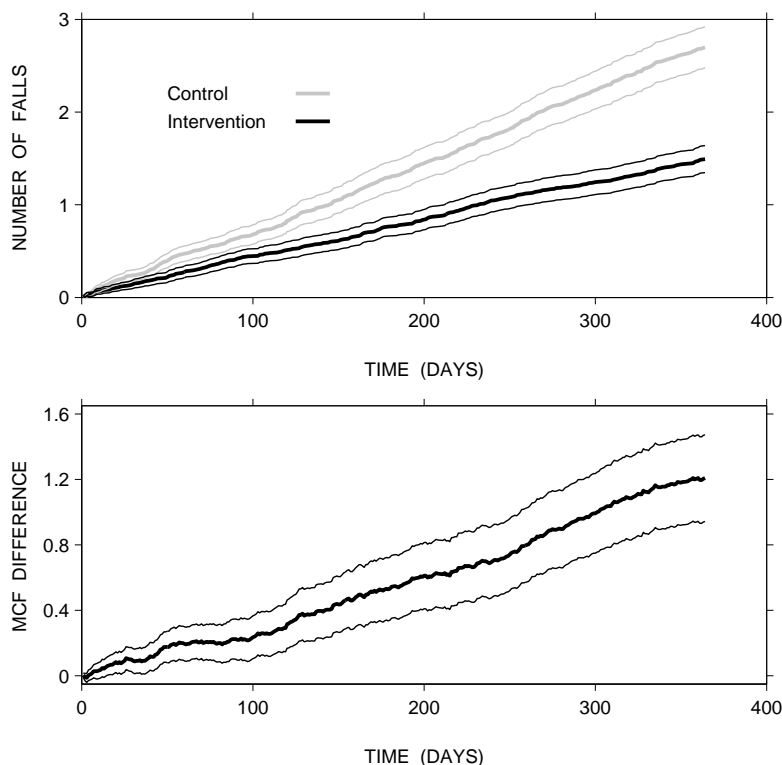 NUMBER OF FALLS
3
2
1
0
Control
Intervention
0 100 200 300 400
TIME (DAYS)
MCF DIFFERENCE
1.6
1.2
0.8
0.4
0
0 100 200 300 400
TIME (DAYS)